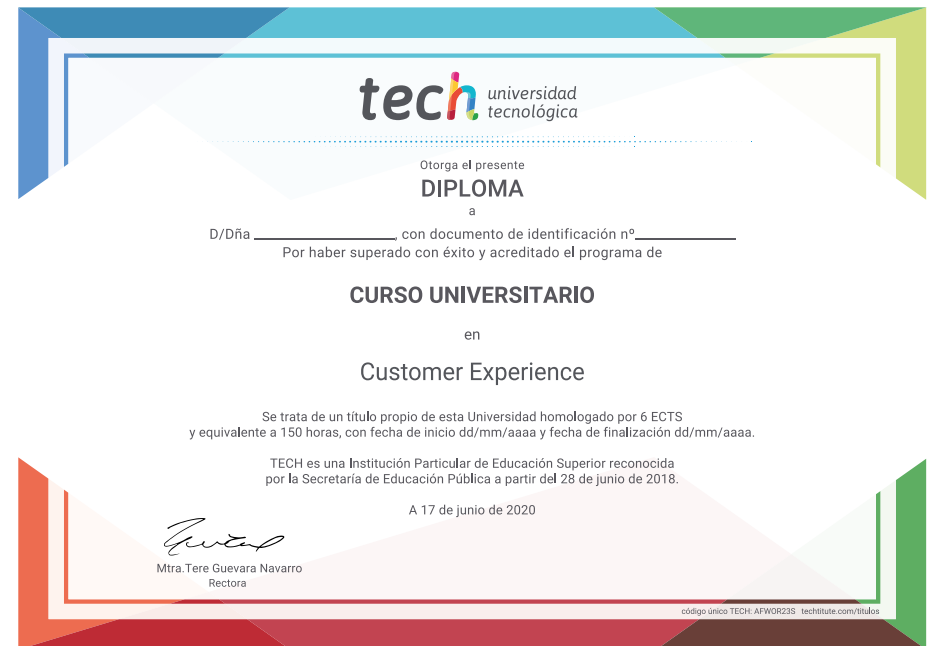 tech universidad
tecnológica
Otorga el presente
DIPLOMA
a
D/Dña ____________________, con documento de identificación nº______________
Por haber superado con éxito y acreditado el programa de
CURSO UNIVERSITARIO
en
Customer Experience
Se trata de un título propio de esta Universidad homologado por 6 ECTS
y equivalente a 150 horas, con fecha de inicio dd/mm/aaaa y fecha de finalización dd/mm/aaaa.
TECH es una Institución Particular de Educación Superior reconocida
por la Secretaría de Educación Pública a partir del 28 de junio de 2018.
A 17 de junio de 2020
Mtra.Tere Guevara Navarro
Rectora
código único TECH: AFWOR23S techtitute.com/titulos